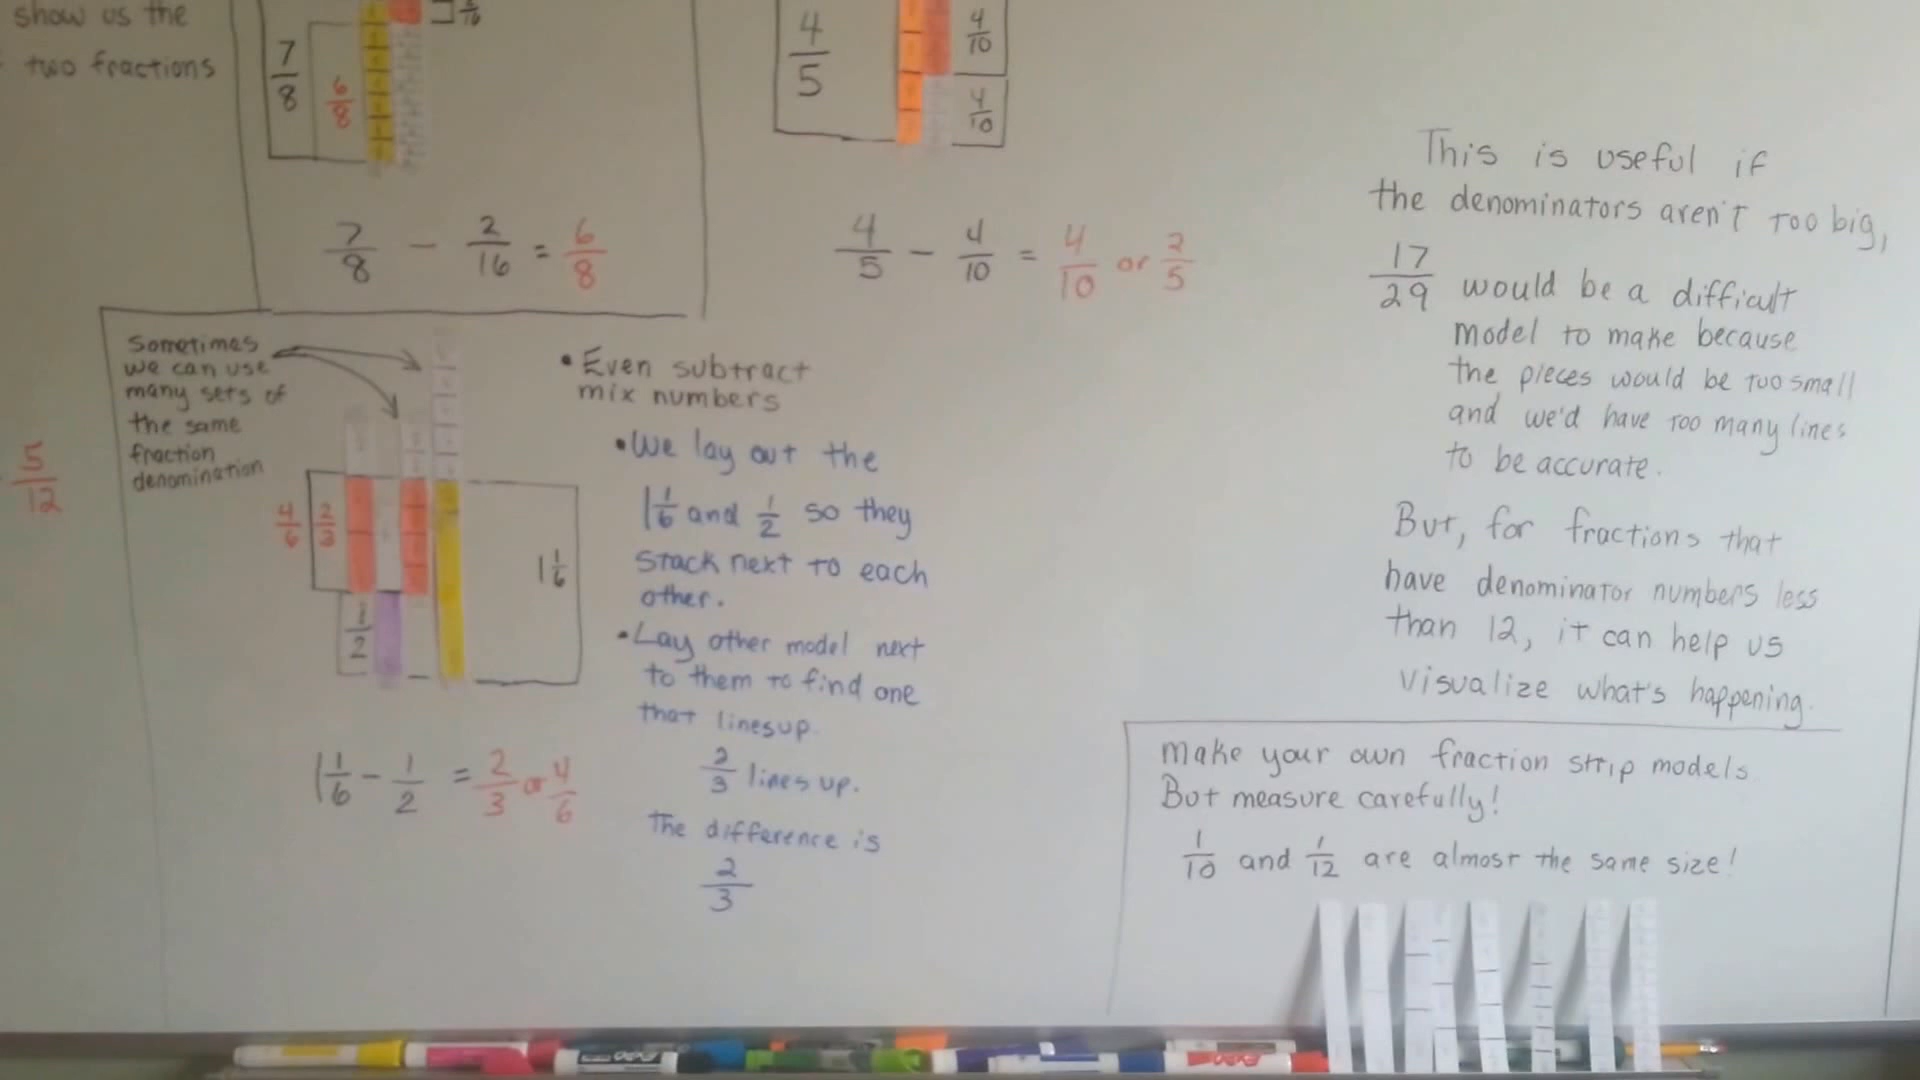 show us the
two fractions
7/8
6/8
7/8 - 2/16 = 6/8
4/5
4/10
4/10
4/5 - 4/10 = 4/10 or 2/5
5/12
Sometimes
we can use
many sets of
the same
fraction
denomination
4/6
2/3
1/2
1 1/6
1 1/6 - 1/2 = 2/3 or 4/6
• Even subtract
mix numbers
• We lay out the
1 1/6 and 1/2 so they
stack next to each
other.
• Lay other model next
to them to find one
that lines up.
2/3 lines up.
The difference is
2/3
This is useful if
the denominators aren't too big,
17/29 would be a difficult
model to make because
the pieces would be too small
and we'd have too many lines
to be accurate.
But, for fractions that
have denominator numbers less
than 12, it can help us
visualize what's happening.
Make your own fraction strip models
But measure carefully!
1/10 and 1/12 are almost the same size!